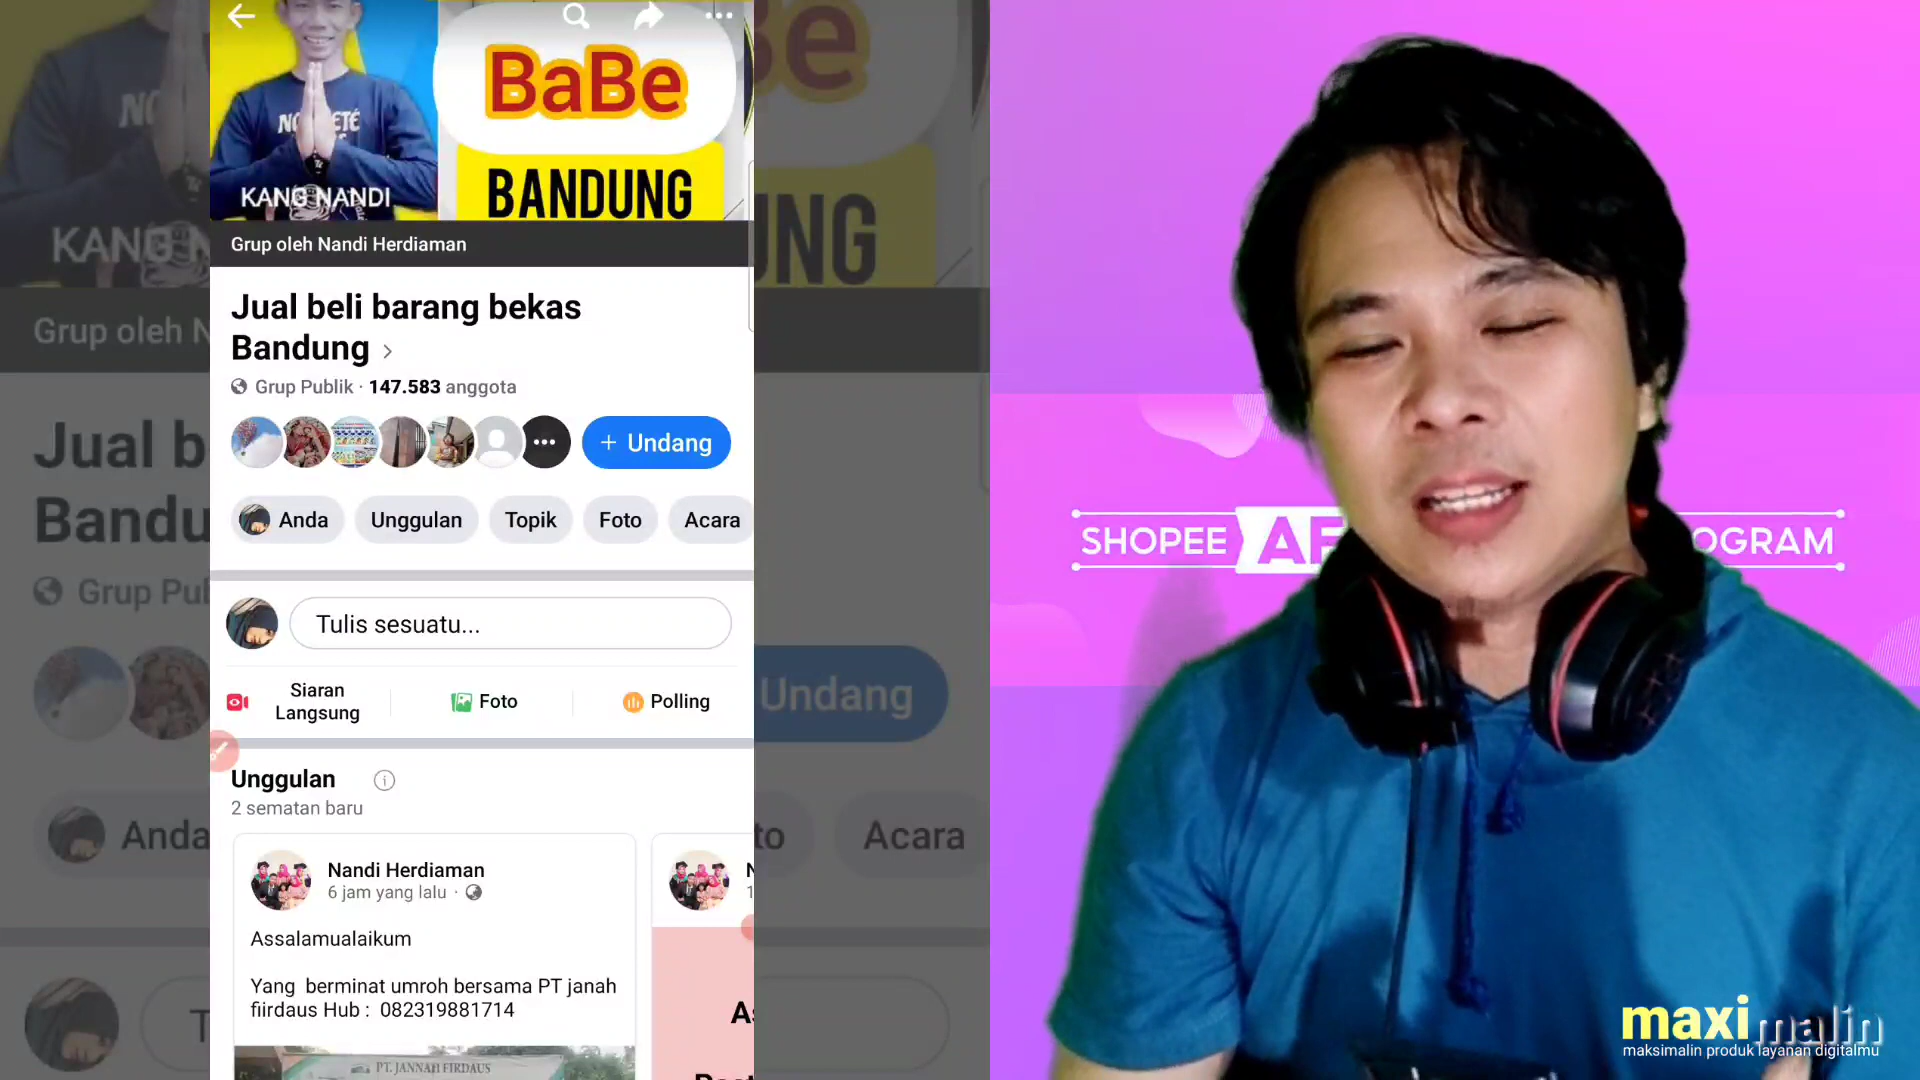 BaBe
BANDUNG
KANG NANDI
Grup oleh Nandi Herdiaman
Jual beli barang bekas
Bandung
Grup Publik · 147.583 anggota
+ Undang
Anda
Unggulan
Topik
Foto
Acara
Tulis sesuatu...
Siaran
Langsung
Foto
Polling
Unggulan
2 sematan baru
Nandi Herdiaman
6 jam yang lalu ·
Assalamualaikum
Yang berminat umroh bersama PT janah
fiirdaus Hub : 082319881714
PT. JANNAH FIRDAUS
SHOPEE
maximalin
maksimalin produk layanan digitalmu